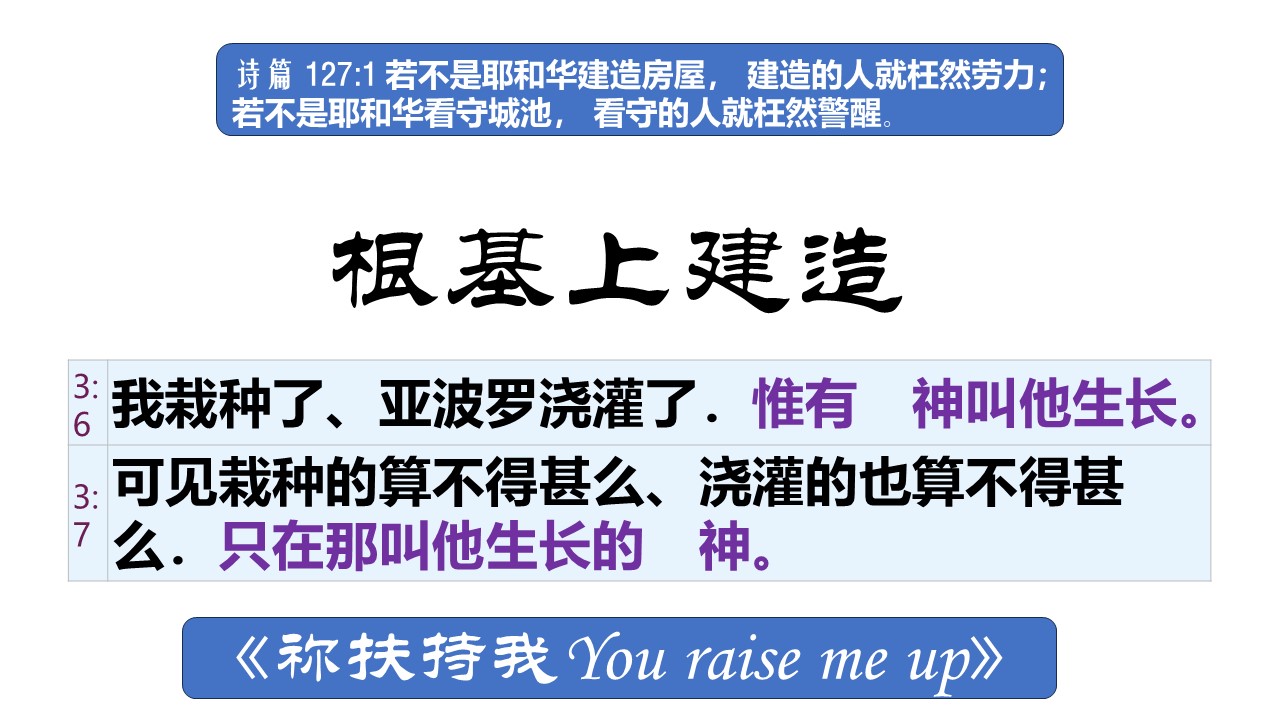 诗篇 127:1 若不是耶和华建造房屋， 建造的人就枉然劳力；
若不是耶和华看守城池， 看守的人就枉然警醒。
根基上建造
3:6 我栽种了、亚波罗浇灌了．惟有　神叫他生长。
3:7 可见栽种的算不得甚么、浇灌的也算不得甚
么．只在那叫他生长的　神。
《祢扶持我You raise me up》